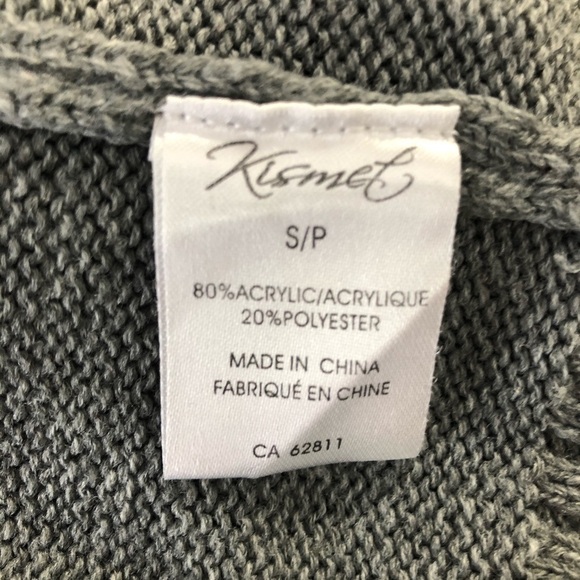 Kismet
S/P
80%ACRYLIC/ACRYLIQUE
20%POLYESTER
MADE IN CHINA
FABRIQUÉ EN CHINE
CA 62811